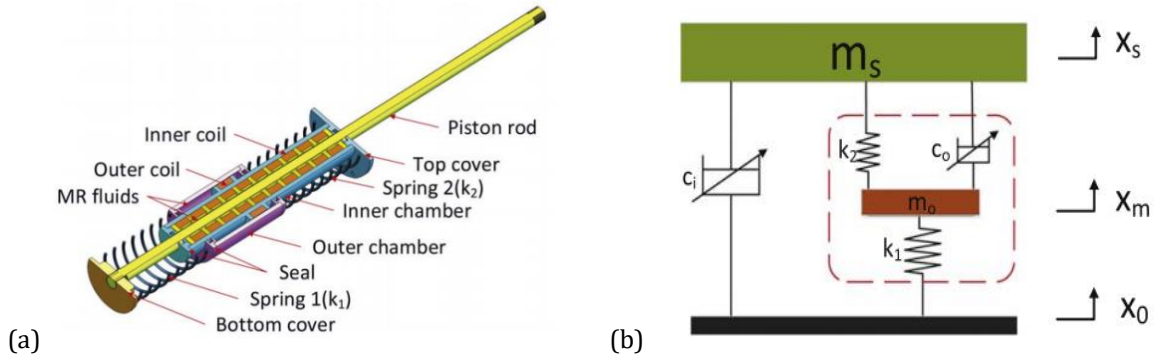 Inner coil
Outer coil
MR fluids
Piston rod
Top cover
Spring 2(k₂)
Inner chamber
Outer chamber
Seal
Spring 1(k₁)
Bottom cover
(a)
mₛ
xₛ
k₂
cₒ
cᵢ
mₒ
xₘ
k₁
x₀
(b)